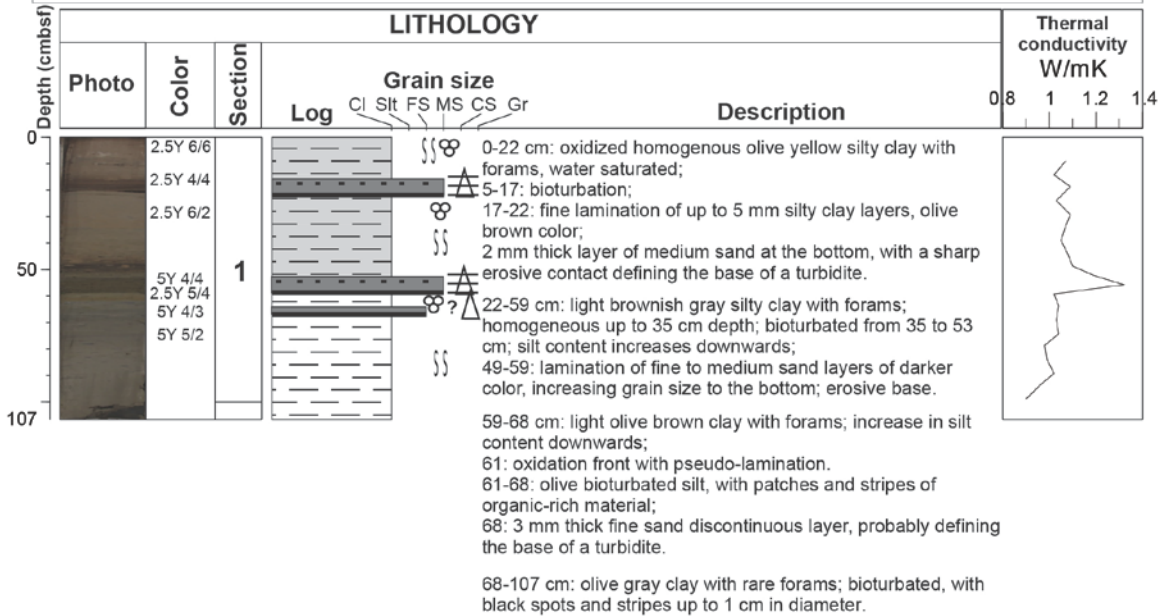 LITHOLOGY
Depth (cmbsf)
Photo
Color
Section
Log
Grain size
Cl Slt FS MS CS Gr
Description
Thermal
conductivity
W/mK
0.8 1 1.2 1.4
0
50
107
2.5Y 6/6
2.5Y 4/4
2.5Y 6/2
5Y 4/4
2.5Y 5/4
5Y 4/3
5Y 5/2
1
?
0-22 cm: oxidized homogenous olive yellow silty clay with
forams, water saturated;
5-17: bioturbation;
17-22: fine lamination of up to 5 mm silty clay layers, olive
brown color;
2 mm thick layer of medium sand at the bottom, with a sharp
erosive contact defining the base of a turbidite.
22-59 cm: light brownish gray silty clay with forams;
homogeneous up to 35 cm depth; bioturbated from 35 to 53
cm; silt content increases downwards;
49-59: lamination of fine to medium sand layers of darker
color, increasing grain size to the bottom; erosive base.
59-68 cm: light olive brown clay with forams; increase in silt
content downwards;
61: oxidation front with pseudo-lamination.
61-68: olive bioturbated silt, with patches and stripes of
organic-rich material;
68: 3 mm thick fine sand discontinuous layer, probably defining
the base of a turbidite.
68-107 cm: olive gray clay with rare forams; bioturbated, with
black spots and stripes up to 1 cm in diameter.